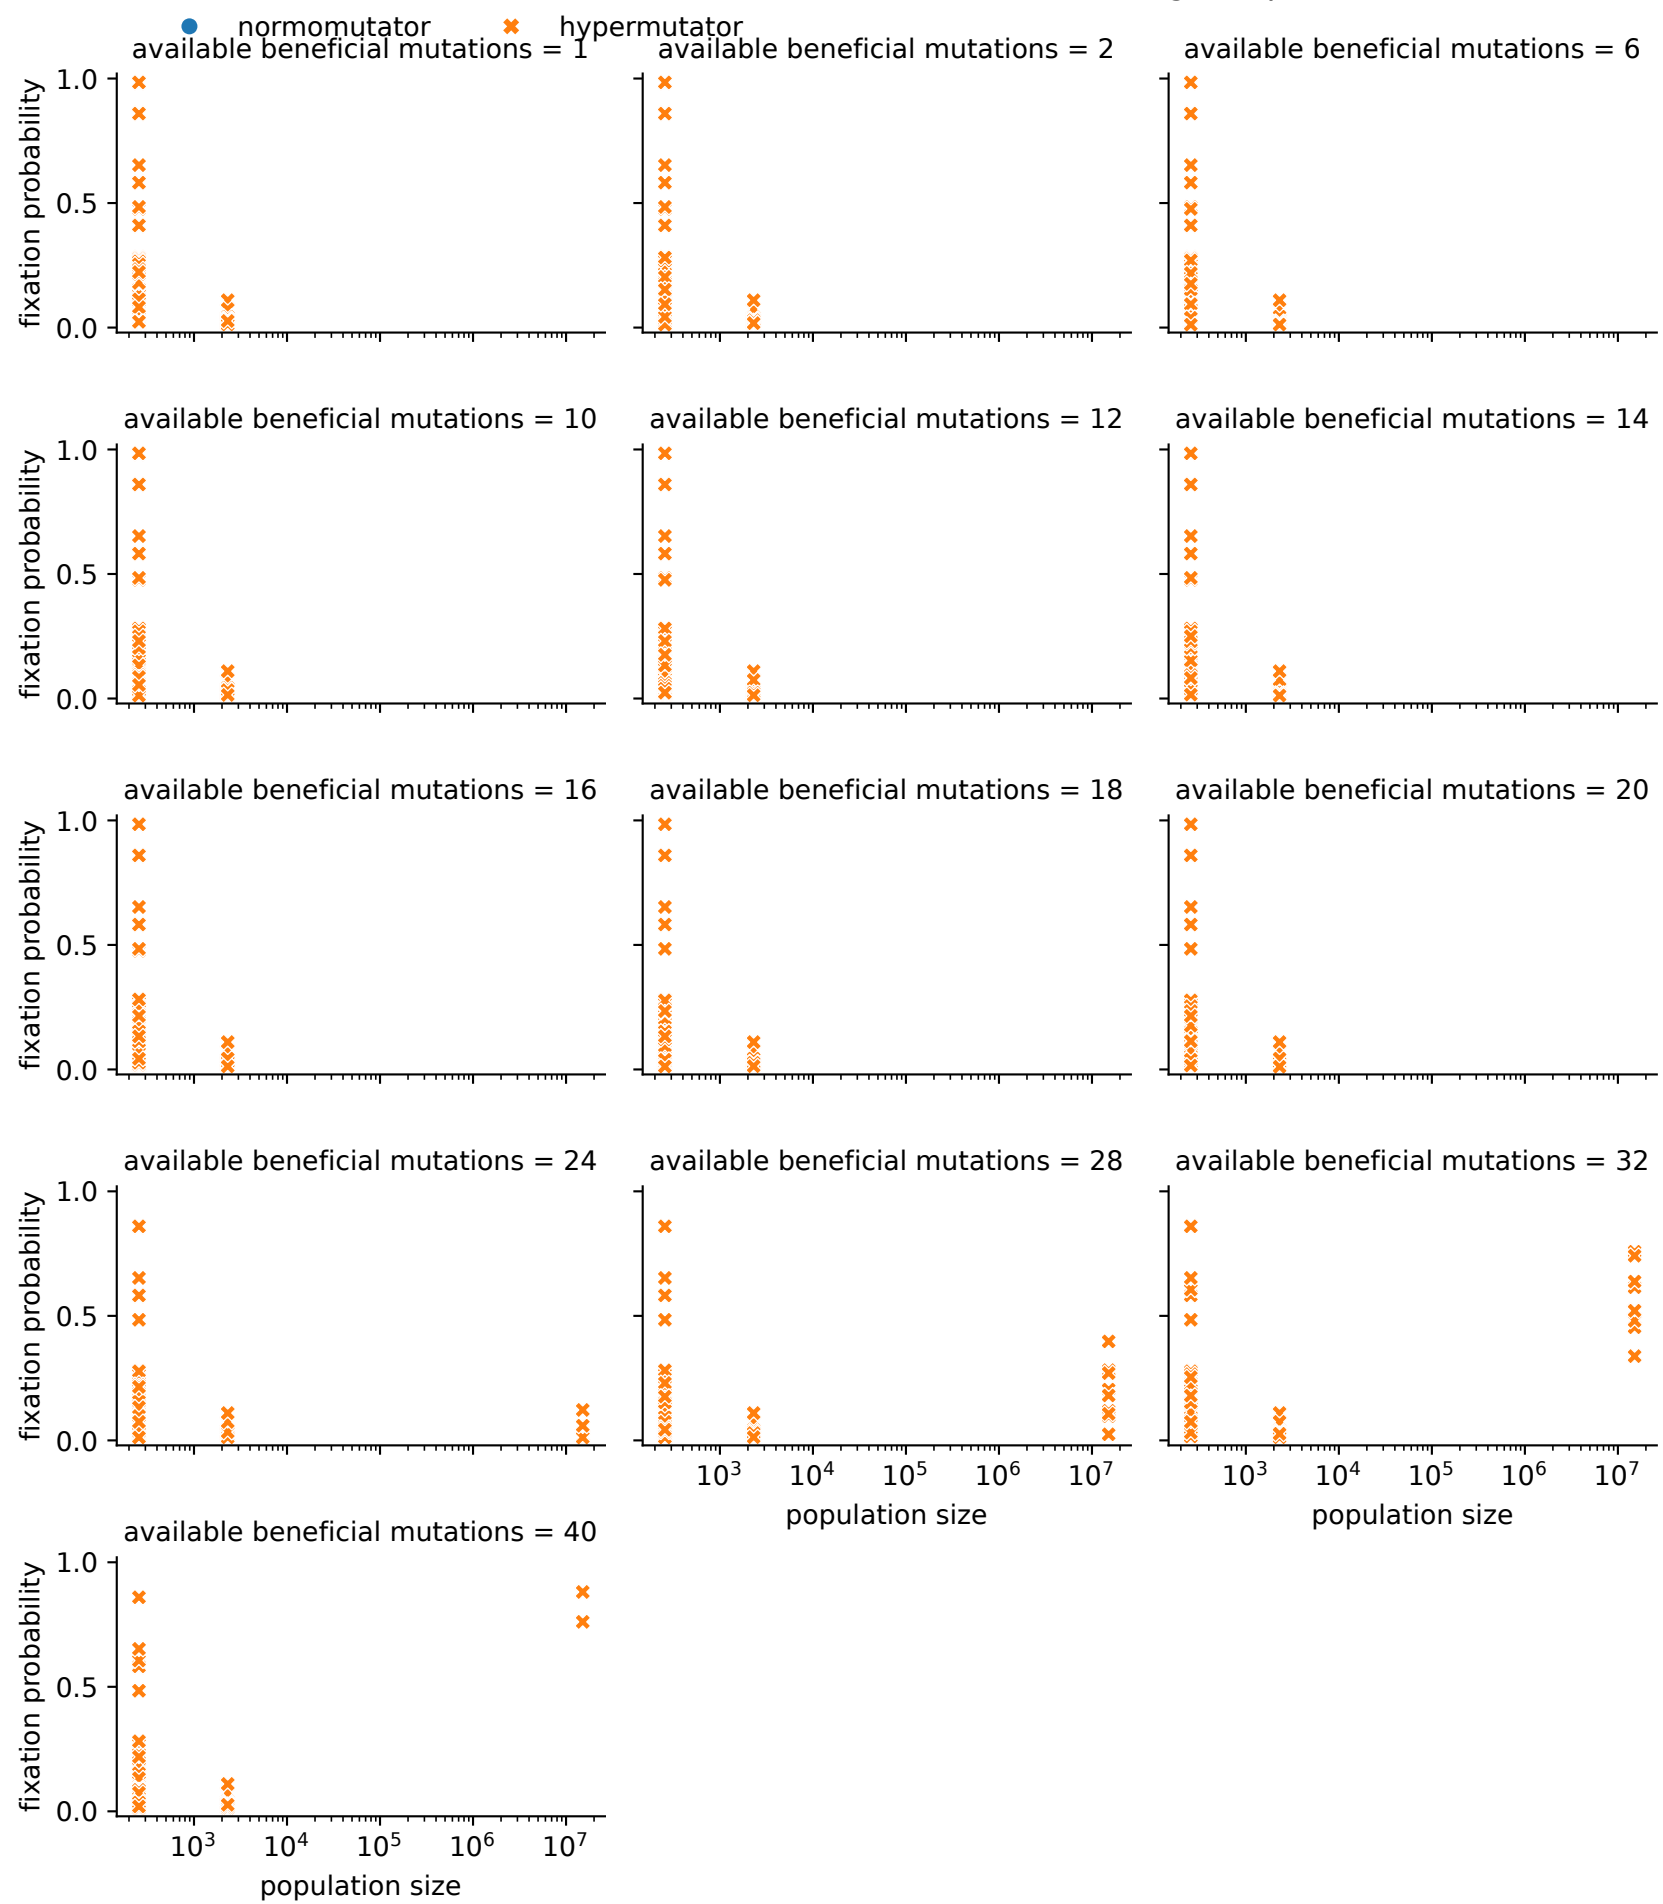 normomutator hypermutator
available beneficial mutations = 1 available beneficial mutations = 2 available beneficial mutations = 6
fixation probability
1.0
0.5
0.0
available beneficial mutations = 10 available beneficial mutations = 12 available beneficial mutations = 14
fixation probability
1.0
0.5
0.0
available beneficial mutations = 16 available beneficial mutations = 18 available beneficial mutations = 20
fixation probability
1.0
0.5
0.0
available beneficial mutations = 24 available beneficial mutations = 28 available beneficial mutations = 32
fixation probability
1.0
0.5
0.0
10³ 10⁴ 10⁵ 10⁶ 10⁷ 10³ 10⁴ 10⁵ 10⁶ 10⁷
population size population size
available beneficial mutations = 40
fixation probability
1.0
0.5
0.0
10³ 10⁴ 10⁵ 10⁶ 10⁷
population size